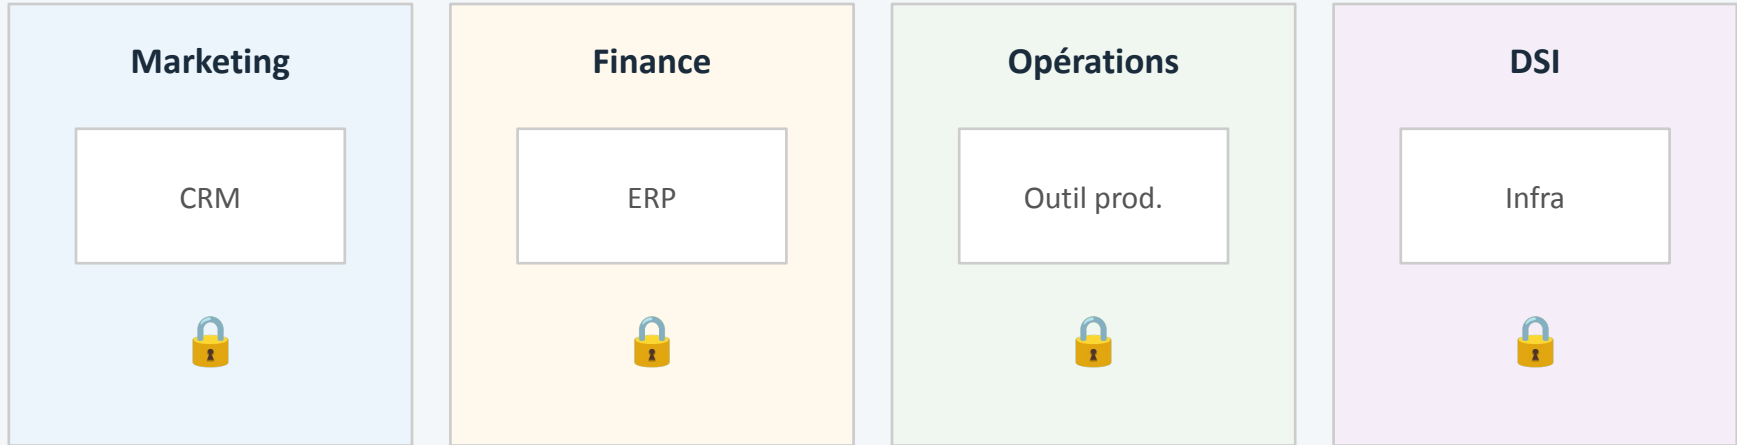 Marketing
Finance
Opérations
DSI
CRM
ERP
Outil prod.
Infra